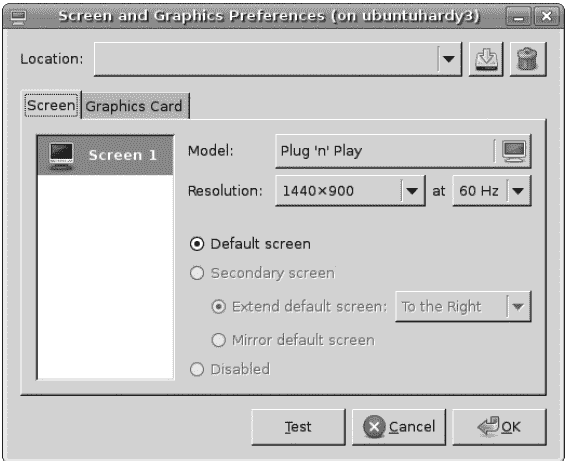 Screen and Graphics Preferences (on ubuntuhardy3)
Location:
Screen Graphics Card
Screen 1
Model: Plug 'n' Play
Resolution: 1440×900 at 60 Hz
Default screen
Secondary screen
Extend default screen: To the Right
Mirror default screen
Disabled
Test Cancel OK